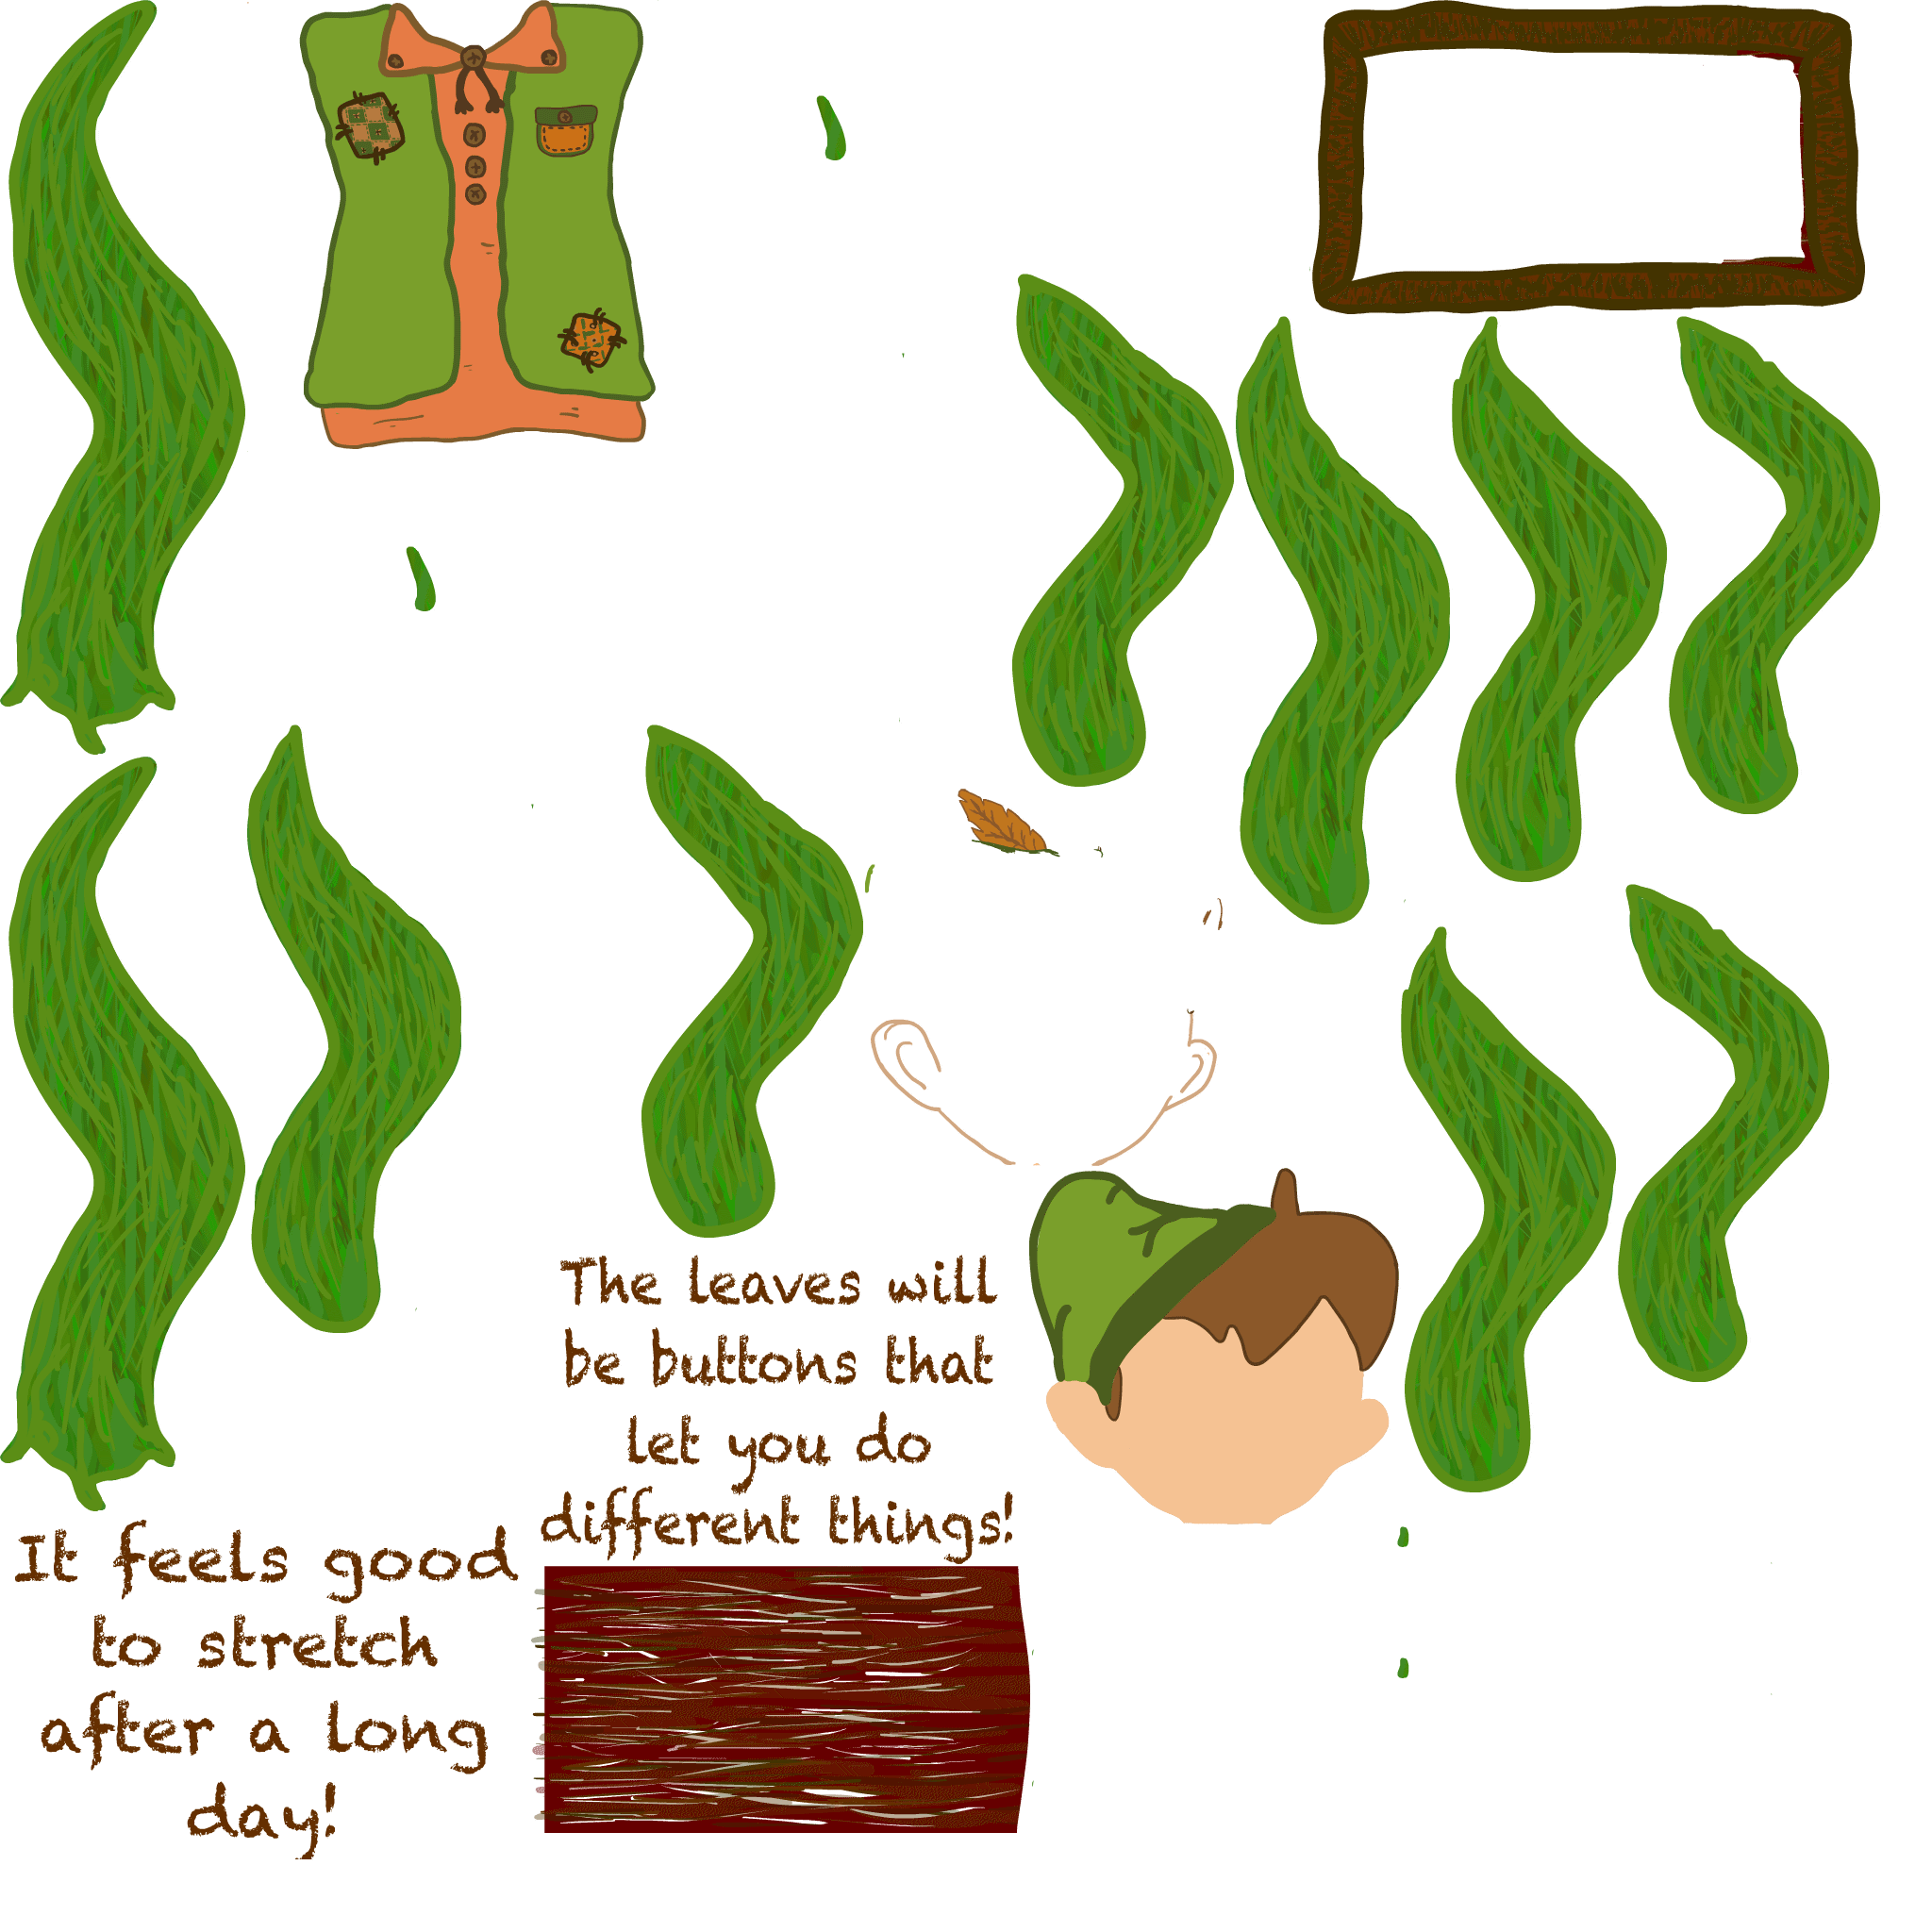 The leaves will
be buttons that
let you do
different things!
It feels good
to stretch
after a long
day!